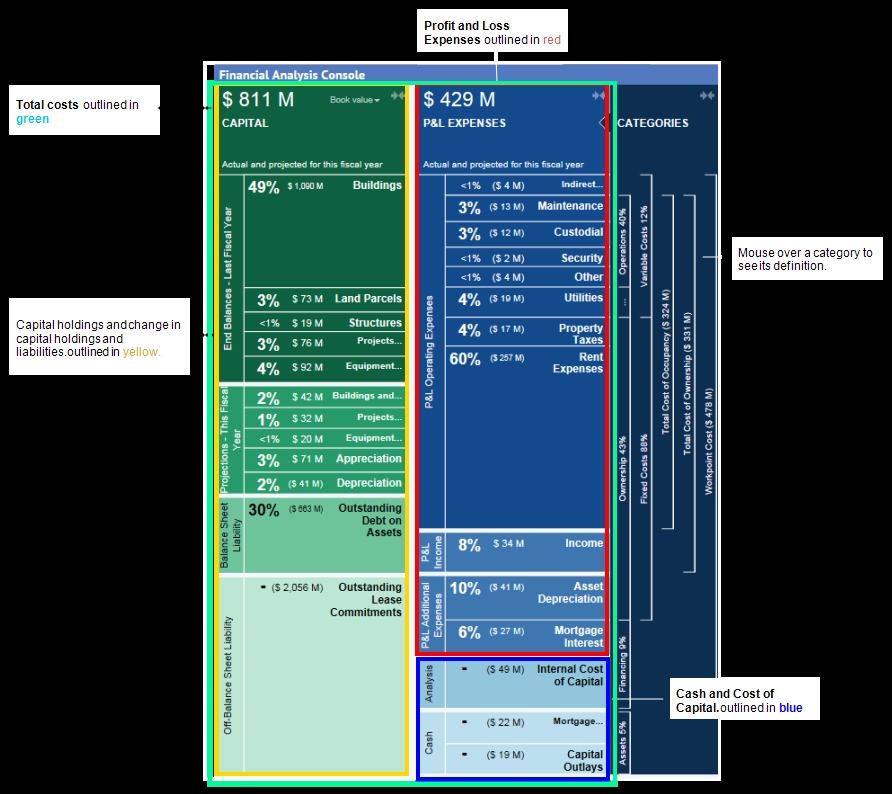 Profit and Loss
Expenses outlined in red
Financial Analysis Console
Total costs outlined in
green
$ 811 M
Book value
CAPITAL
Actual and projected for this fiscal year
End Balances - Last Fiscal Year
49% $ 1,090 M Buildings
3% $ 73 M Land Parcels
<1% $ 19 M Structures
3% $ 76 M Projects...
4% $ 92 M Equipment...
Projections - This Fiscal
Year
2% $ 42 M Buildings and...
1% $ 32 M Projects...
<1% $ 20 M Equipment...
3% $ 71 M Appreciation
2% ($ 41 M) Depreciation
Balance Sheet
Liability
30% ($ 663 M) Outstanding
Debt on
Assets
Off-Balance Sheet Liability
- ($ 2,056 M) Outstanding
Lease
Commitments
$ 429 M
P&L EXPENSES
Actual and projected for this fiscal year
P&L Operating Expenses
<1% ($ 4 M) Indirect...
3% ($ 13 M) Maintenance
3% ($ 12 M) Custodial
<1% ($ 2 M) Security
<1% ($ 4 M) Other
4% ($ 19 M) Utilities
4% ($ 17 M) Property
Taxes
60% ($ 257 M) Rent
Expenses
P&L
Income
8% $ 34 M Income
P&L Additional
Expenses
10% ($ 41 M) Asset
Depreciation
6% ($ 27 M) Mortgage
Interest
Analysis
- ($ 49 M) Internal Cost
of Capital
Cash
- ($ 22 M) Mortgage...
- ($ 19 M) Capital
Outlays
CATEGORIES
Operations 40%
...
Ownership 43%
Financing 9%
Assets 5%
Variable Costs 12%
Fixed Costs 88%
Total Cost of Occupancy ($ 324 M)
Total Cost of Ownership ($ 331 M)
Workpoint Cost ($ 478 M)
Mouse over a category to
see its definition.
Capital holdings and change in
capital holdings and
liabilities.outlined in yellow.
Cash and Cost of
Capital.outlined in blue